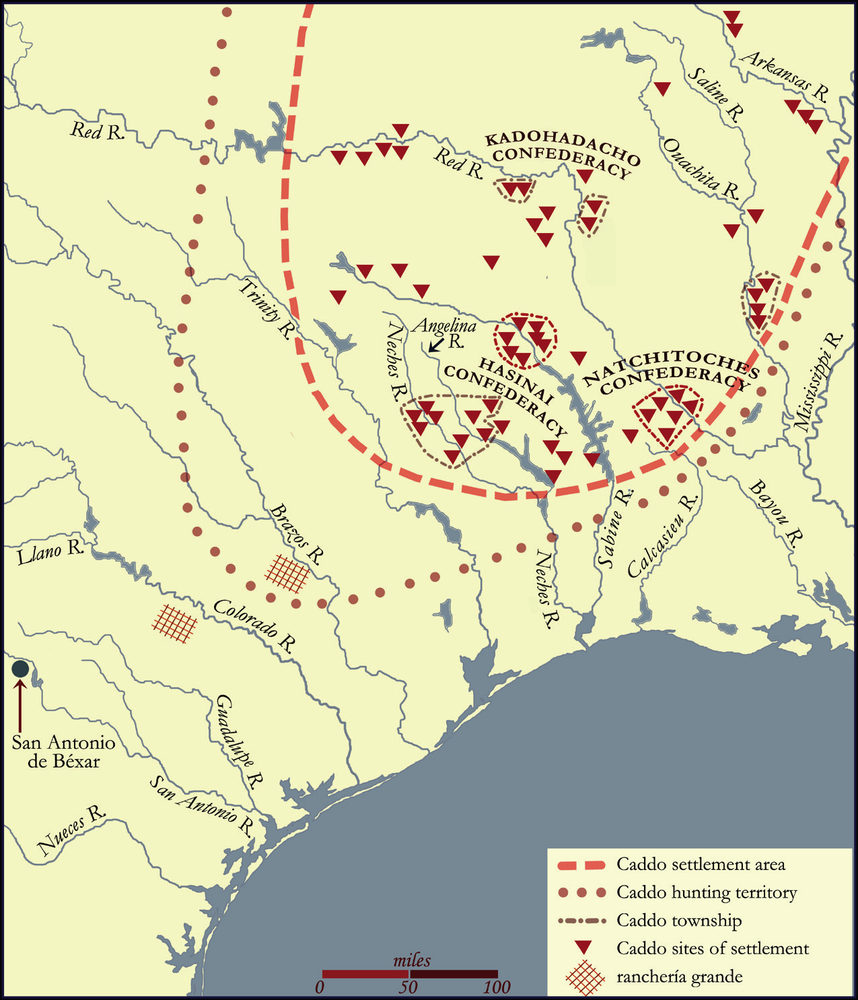 Arkansas R.
Saline R.
Red R.
KADOHADACHO
CONFEDERACY
Ouachita R.
Red R.
Trinity R.
Angelina
R.
Neches R.
HASINAI
CONFEDERACY
NATCHITOCHES
CONFEDERACY
Mississippi R.
Brazos R.
Sabine R.
Calcasieu R.
Bayou R.
Llano R.
Neches R.
Colorado R.
Guadalupe R.
San Antonio
de Béxar
San Antonio R.
Nueces R.
Caddo settlement area
Caddo hunting territory
Caddo township
Caddo sites of settlement
ranchería grande
miles
0 50 100